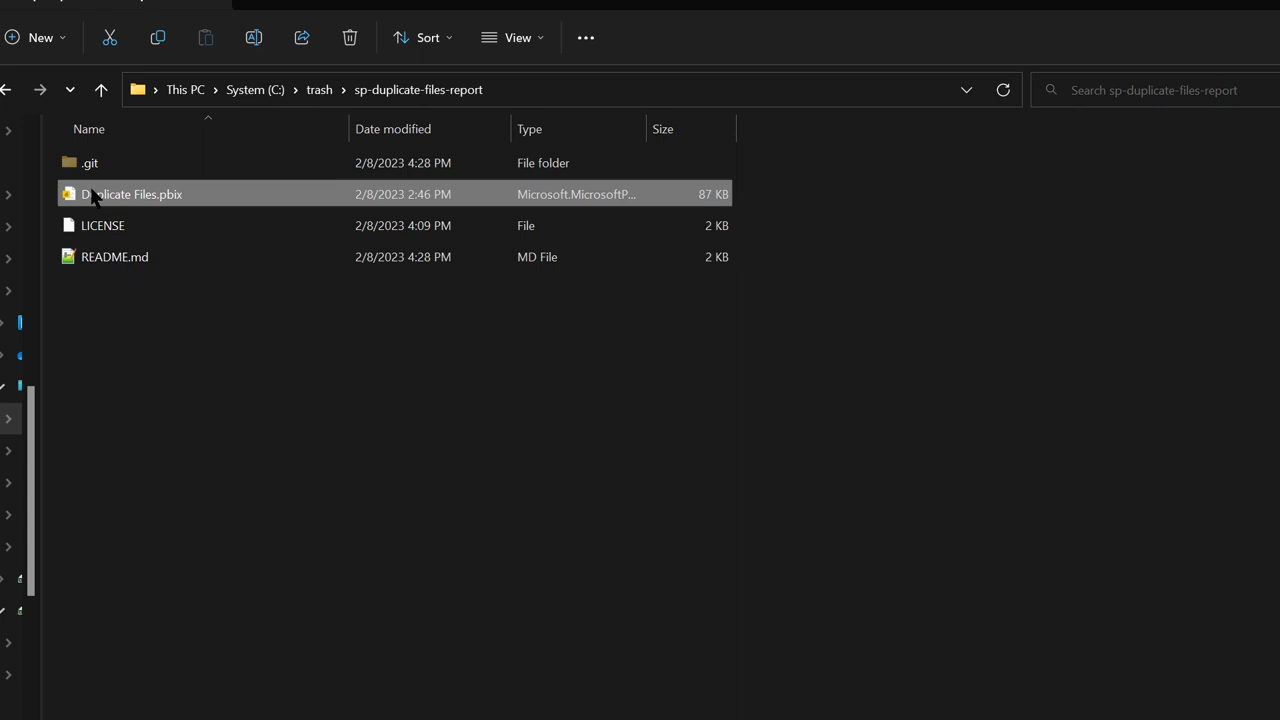 New Sort View
This PC System (C:) trash sp-duplicate-files-report Search sp-duplicate-files-report
Name Date modified Type Size
.git 2/8/2023 4:28 PM File folder
Duplicate Files.pbix 2/8/2023 2:46 PM Microsoft.MicrosoftP... 87 KB
LICENSE 2/8/2023 4:09 PM File 2 KB
README.md 2/8/2023 4:28 PM MD File 2 KB